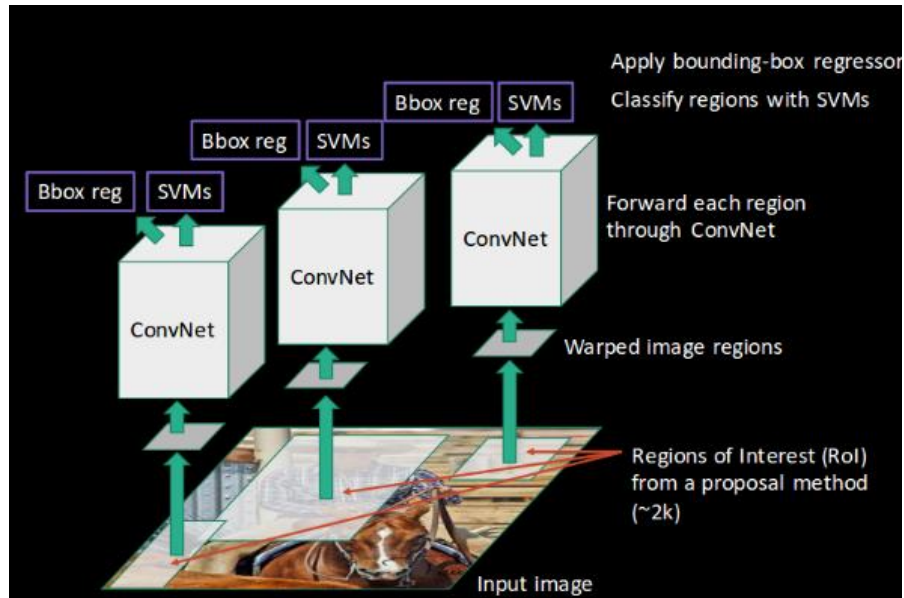 Apply bounding-box regressor
Classify regions with SVMs
Bbox reg
SVMs
Bbox reg
SVMs
Bbox reg
SVMs
Forward each region
through ConvNet
ConvNet
ConvNet
ConvNet
Warped image regions
Regions of Interest (RoI)
from a proposal method
(~2k)
Input image